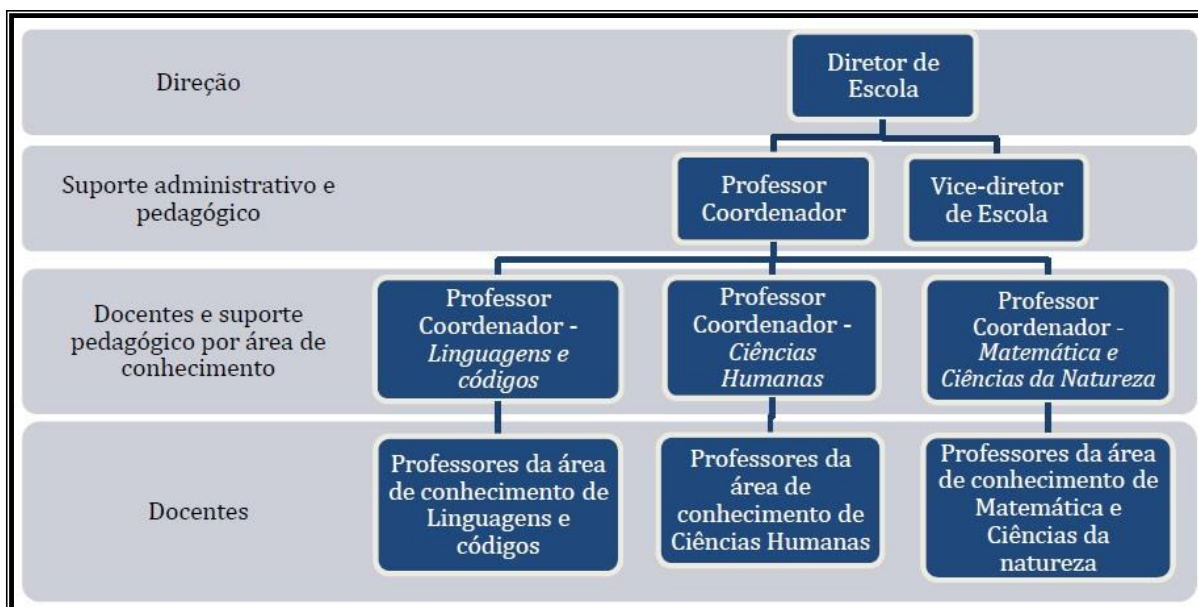 Direção
Diretor de
Escola
Suporte administrativo e
pedagógico
Professor
Coordenador
Vice-diretor
de Escola
Docentes e suporte
pedagógico por área de
conhecimento
Professor
Coordenador -
Linguagens e
códigos
Professor
Coordenador -
Ciências
Humanas
Professor
Coordenador -
Matemática e
Ciências da Natureza
Docentes
Professores da área
de conhecimento de
Linguagens e
códigos
Professores da
área de
conhecimento de
Ciências Humanas
Professores da área
de conhecimento de
Matemática e
Ciências da
natureza